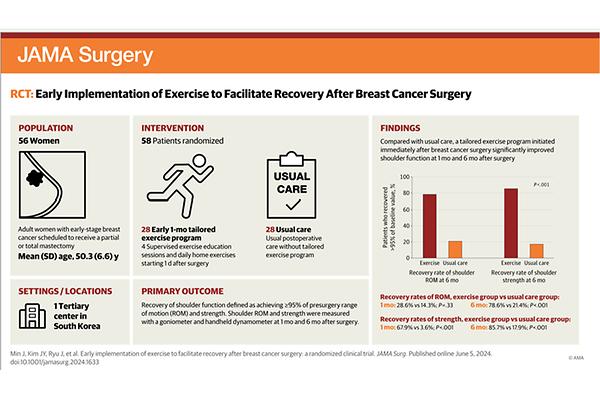 JAMA Surgery
RCT: Early Implementation of Exercise to Facilitate Recovery After Breast Cancer Surgery
POPULATION
56 Women
Adult women with early-stage breast
cancer scheduled to receive a partial
or total mastectomy
Mean (SD) age, 50.3 (6.6) y
INTERVENTION
58 Patients randomized
USUAL
CARE
28 Early 1-mo tailored
exercise program
4 Supervised exercise education
sessions and daily home exercises
starting 1 d after surgery
28 Usual care
Usual postoperative
care without tailored
exercise program
SETTINGS / LOCATIONS
1 Tertiary
center in
South Korea
PRIMARY OUTCOME
Recovery of shoulder function defined as achieving ≥95% of presurgery range
of motion (ROM) and strength. Shoulder ROM and strength were measured
with a goniometer and handheld dynamometer at 1 mo and 6 mo after surgery.
FINDINGS
Compared with usual care, a tailored exercise program initiated
immediately after breast cancer surgery significantly improved
shoulder function at 1 mo and 6 mo after surgery
Patients who recovered
>95% of baseline value, %
100
80
60
40
20
0
P<.001
Exercise Usual care
Recovery rate of shoulder
ROM at 6 mo
Exercise Usual care
Recovery rate of shoulder
strength at 6 mo
Recovery rates of ROM, exercise group vs usual care group:
1 mo: 28.6% vs 14.3%; P=.33 6 mo: 78.6% vs 21.4%; P<.001
Recovery rates of strength, exercise group vs usual care group:
1 mo: 67.9% vs 3.6%; P<.001 6 mo: 85.7% vs 17.9%; P<.001
Min J, Kim JY, Ryu J, et al. Early implementation of exercise to facilitate recovery after breast cancer surgery: a randomized clinical trial. JAMA Surg. Published online June 5, 2024.
doi:10.1001/jamasurg.2024.1633
© AMA